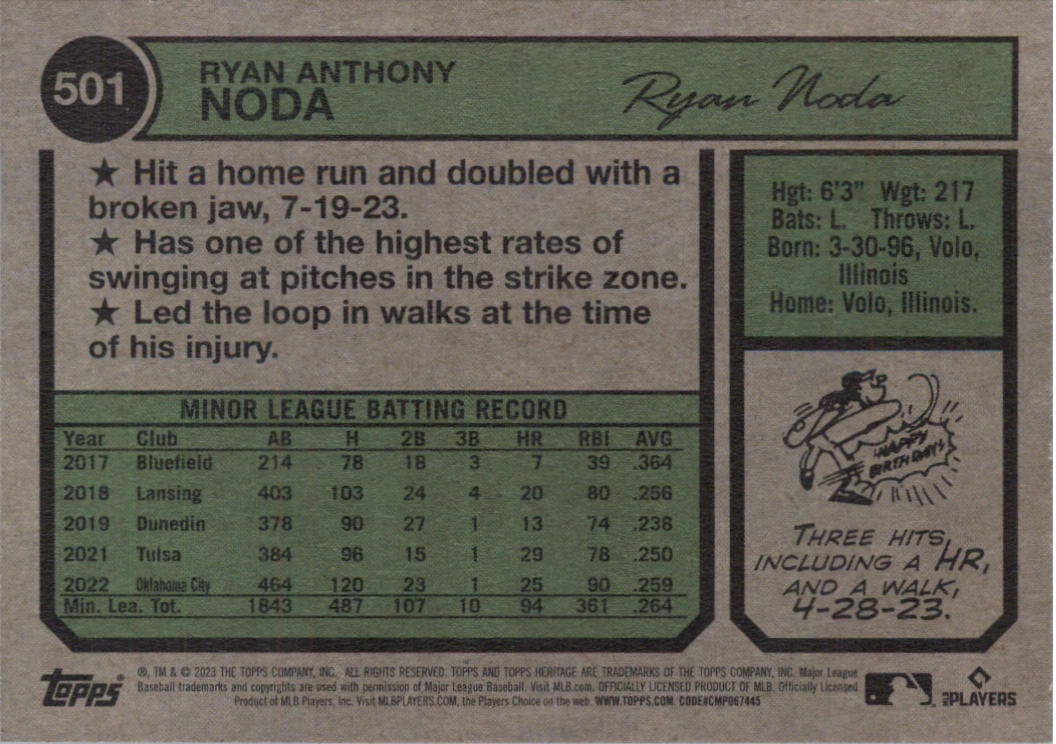 501
RYAN ANTHONY
NODA
Ryan Noda
★ Hit a home run and doubled with a
broken jaw, 7-19-23.
★ Has one of the highest rates of
swinging at pitches in the strike zone.
★ Led the loop in walks at the time
of his injury.
Hgt: 6'3" Wgt: 217
Bats: L. Throws: L.
Born: 3-30-96, Volo,
Illinois
Home: Volo, Illinois.
MINOR LEAGUE BATTING RECORD
Year Club AB H 2B 3B HR RBI AVG
2017 Bluefield 214 78 18 3 7 39 .364
2018 Lansing 403 103 24 4 20 80 .256
2019 Dunedin 378 90 27 1 13 74 .238
2021 Tulsa 384 96 15 1 29 78 .250
2022 Oklahoma City 464 120 23 1 25 90 .259
Min. Lea. Tot. 1843 487 107 10 94 361 .264
HAPPY
BIRTHDAY!
THREE HITS,
INCLUDING A HR,
AND A WALK,
4-28-23.
topps
®, TM & © 2023 THE TOPPS COMPANY, INC. ALL RIGHTS RESERVED. TOPPS AND TOPPS HERITAGE ARE TRADEMARKS OF THE TOPPS COMPANY, INC. Major League
Baseball trademarks and copyrights are used with permission of Major League Baseball. Visit MLB.com. OFFICIALLY LICENSED PRODUCT OF MLB. Officially Licensed
Product of MLB Players, Inc. Visit MLBPLAYERS.COM, the Players Choice on the web. WWW.TOPPS.COM. CODE#CMP067445
MLB PLAYERS